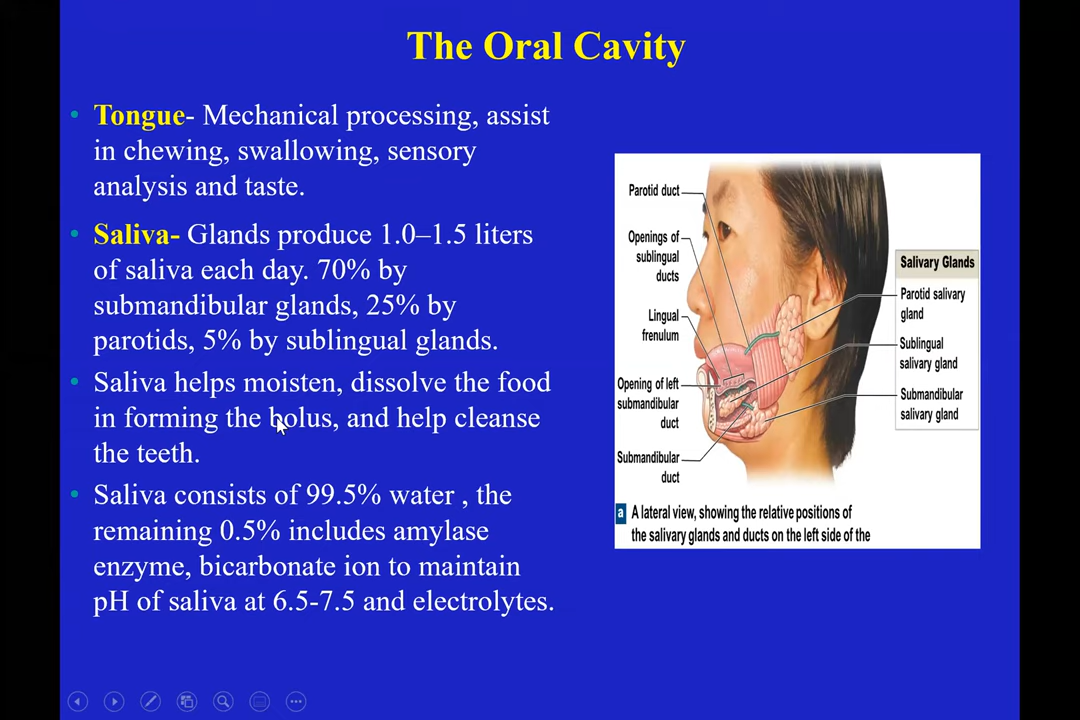 The Oral Cavity
• Tongue- Mechanical processing, assist
in chewing, swallowing, sensory
analysis and taste.
• Saliva- Glands produce 1.0–1.5 liters
of saliva each day. 70% by
submandibular glands, 25% by
parotids, 5% by sublingual glands.
• Saliva helps moisten, dissolve the food
in forming the bolus, and help cleanse
the teeth.
• Saliva consists of 99.5% water , the
remaining 0.5% includes amylase
enzyme, bicarbonate ion to maintain
pH of saliva at 6.5-7.5 and electrolytes.
Parotid duct
Openings of
sublingual
ducts
Lingual
frenulum
Opening of left
submandibular
duct
Submandibular
duct
Salivary Glands
Parotid salivary
gland
Sublingual
salivary gland
Submandibular
salivary gland
a A lateral view, showing the relative positions of
the salivary glands and ducts on the left side of the